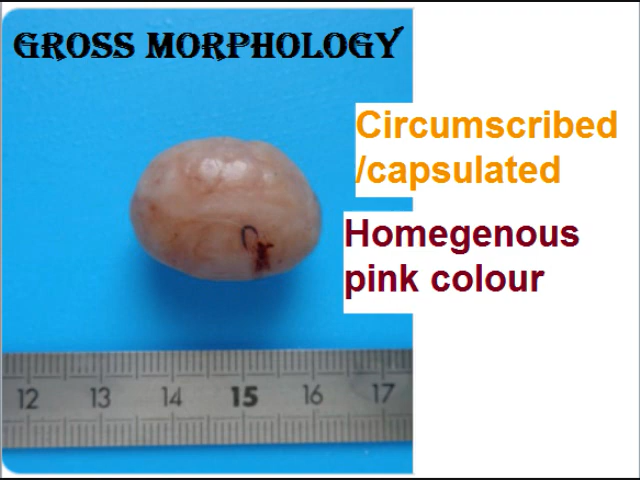 GROSS MORPHOLOGY
Circumscribed
/capsulated
Homegenous
pink colour
12 13 14 15 16 17